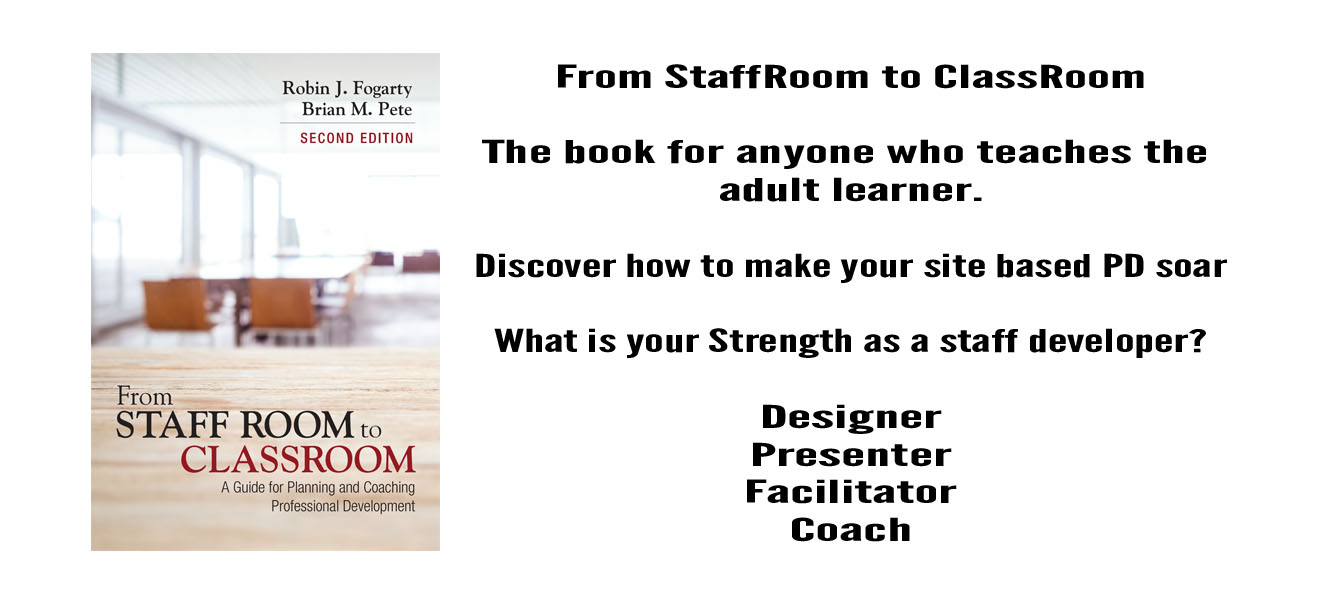 Robin J. Fogarty
Brian M. Pete
SECOND EDITION
From
STAFF ROOM to
CLASSROOM
A Guide for Planning and Coaching
Professional Development
From StaffRoom to ClassRoom
The book for anyone who teaches the
adult learner.
Discover how to make your site based PD soar
What is your Strength as a staff developer?
Designer
Presenter
Facilitator
Coach